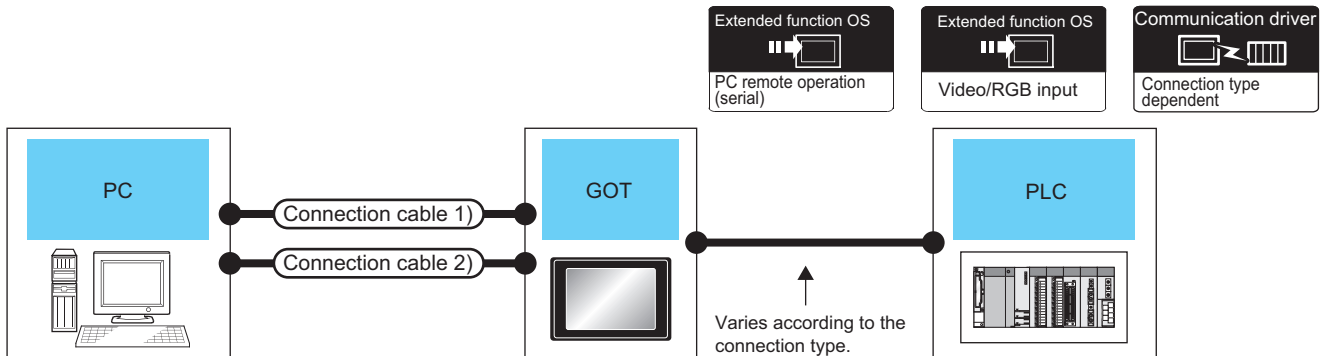 Extended function OS
PC remote operation
(serial)
Extended function OS
Video/RGB input
Communication driver
Connection type
dependent
PC
Connection cable 1)
Connection cable 2)
GOT
PLC
Varies according to the
connection type.